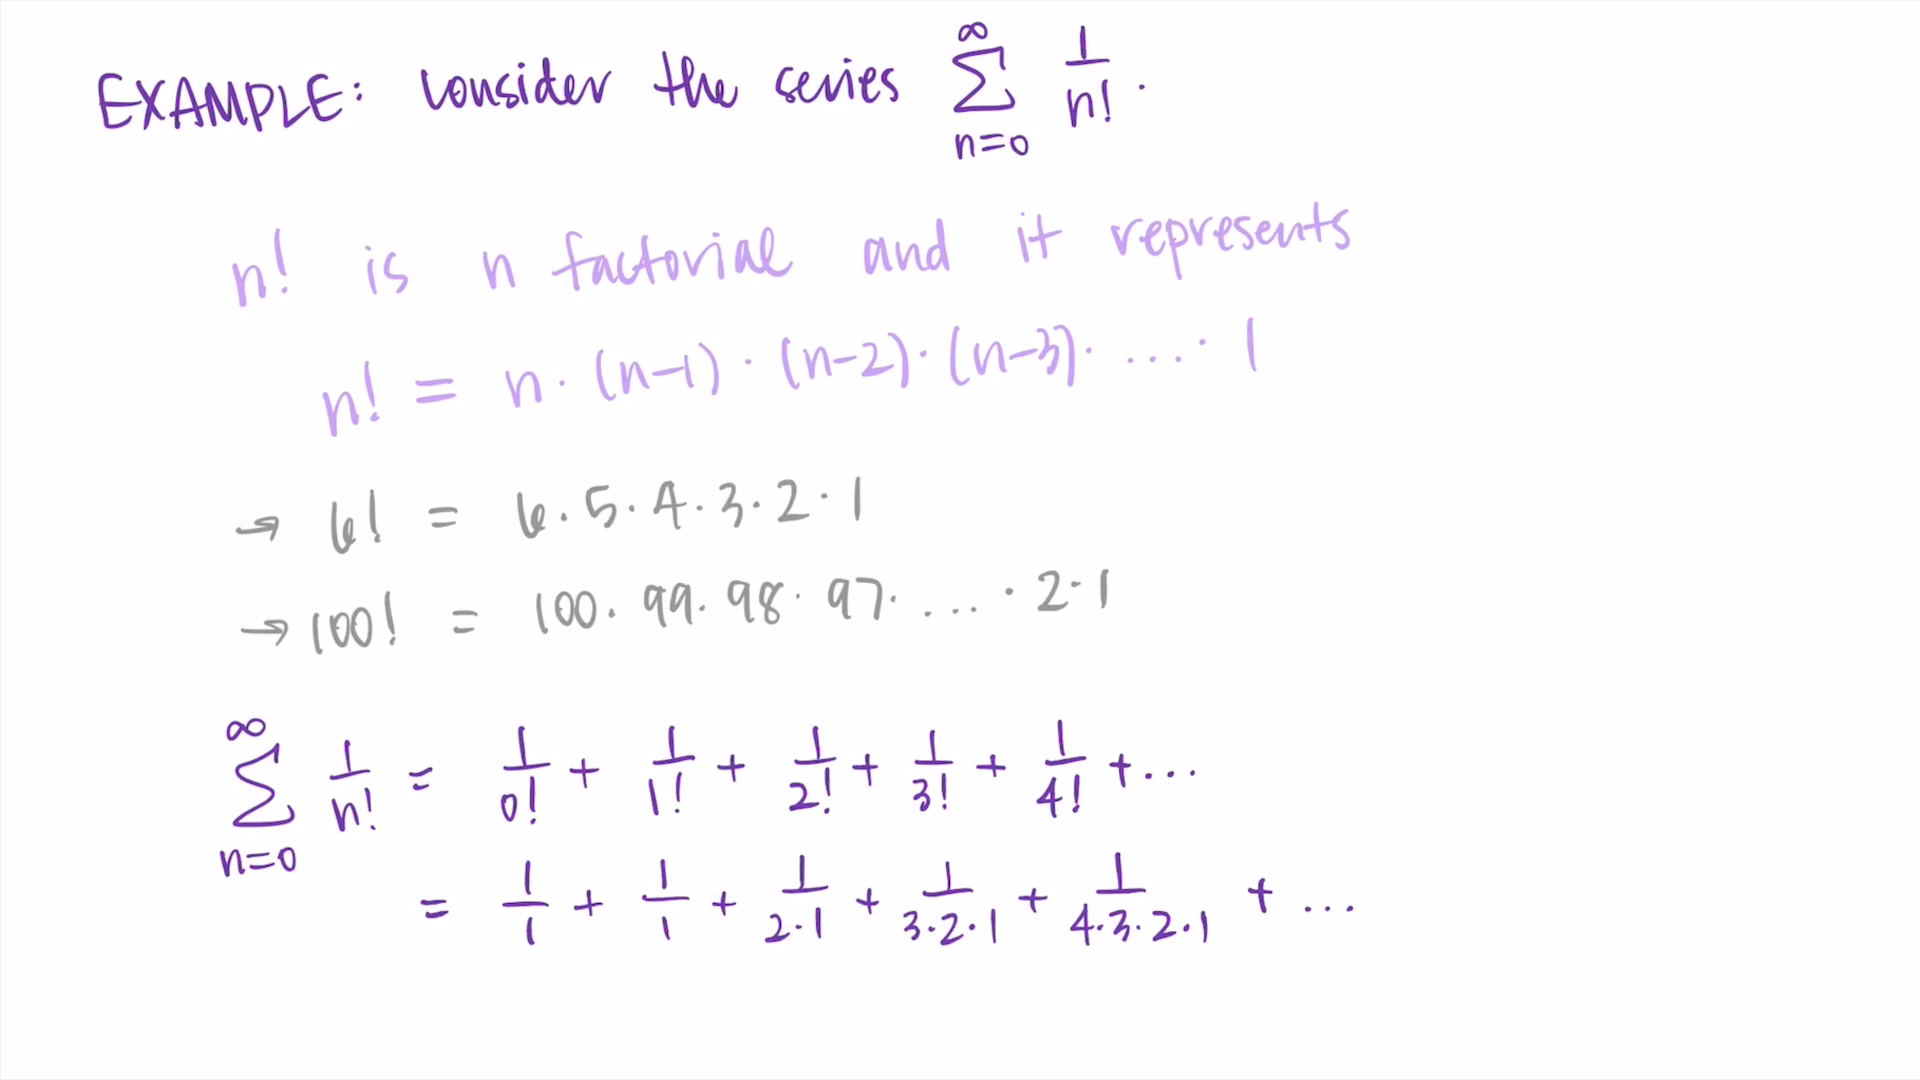 EXAMPLE: consider the series ∞∑n=0 1/n!.
n! is n factorial and it represents
n! = n · (n-1) · (n-2) · (n-3) · ... · 1
→ 6! = 6 · 5 · 4 · 3 · 2 · 1
→ 100! = 100 · 99 · 98 · 97 · ... · 2 · 1
∞∑n=0 1/n! = 1/0! + 1/1! + 1/2! + 1/3! + 1/4! + ...
= 1/1 + 1/1 + 1/2·1 + 1/3·2·1 + 1/4·3·2·1 + ...